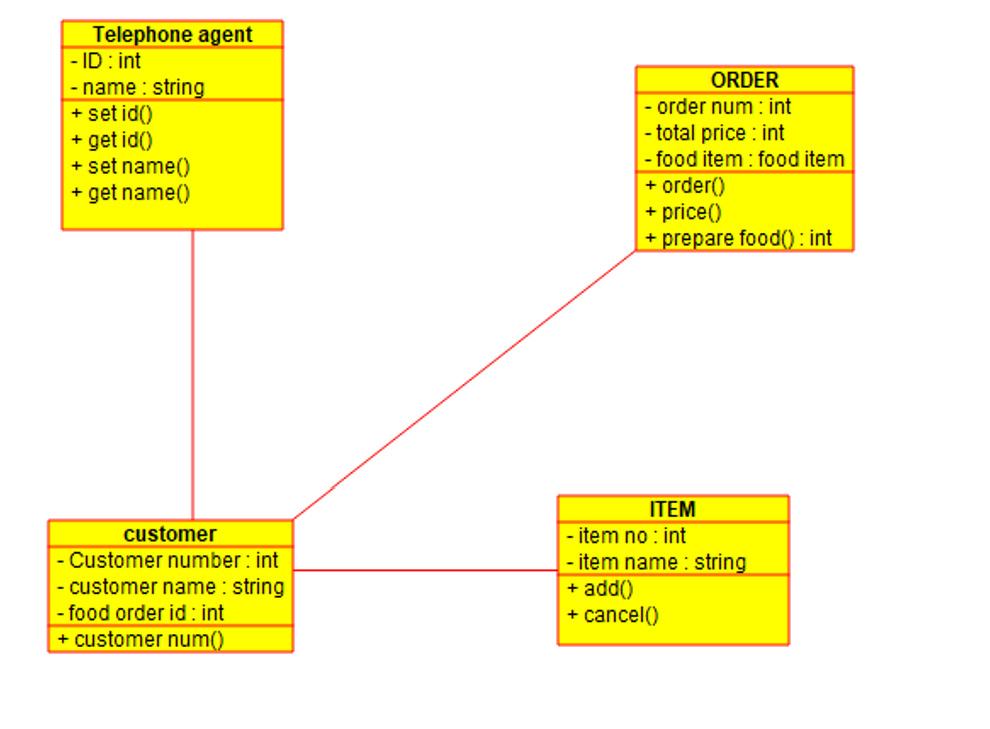 Telephone agent
- ID : int
- name : string
+ set id()
+ get id()
+ set name()
+ get name()
ORDER
- order num : int
- total price : int
- food item : food item
+ order()
+ price()
+ prepare food() : int
customer
- Customer number : int
- customer name : string
- food order id : int
+ customer num()
ITEM
- item no : int
- item name : string
+ add()
+ cancel()